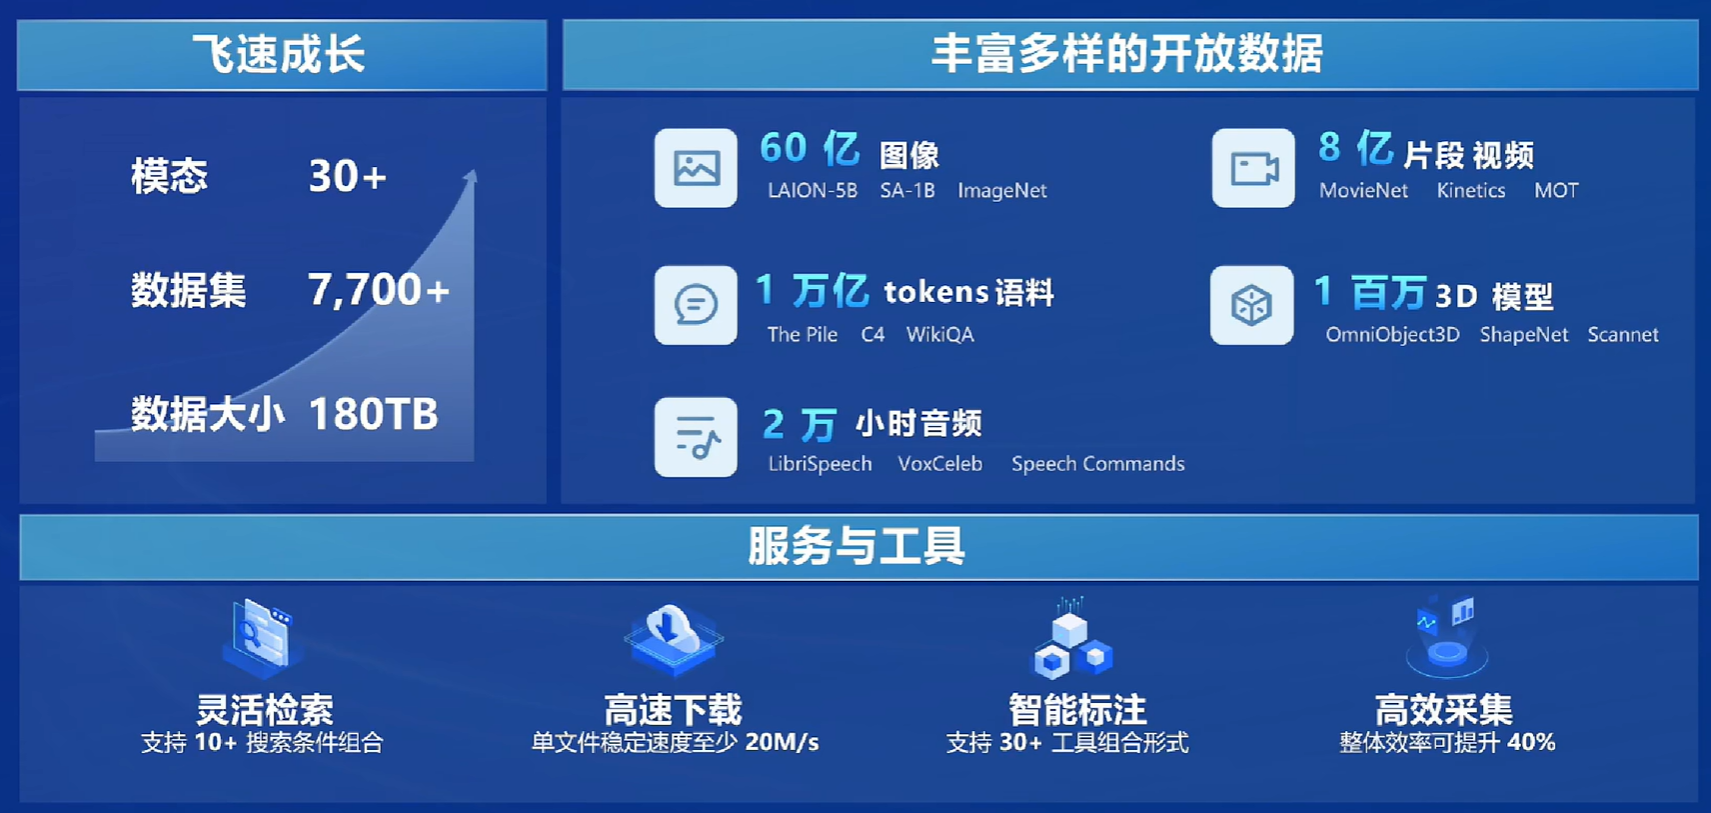 飞速成长
丰富多样的开放数据
模态 30+
数据集 7,700+
数据大小 180TB
60 亿 图像
LAION-5B SA-1B ImageNet
8 亿 片段 视频
MovieNet Kinetics MOT
1 万亿 tokens 语料
The Pile C4 WikiQA
1 百万 3D 模型
OmniObject3D ShapeNet Scannet
2 万 小时音频
LibriSpeech VoxCeleb Speech Commands
服务与工具
灵活检索
支持 10+ 搜索条件组合
高速下载
单文件稳定速度至少 20M/s
智能标注
支持 30+ 工具组合形式
高效采集
整体效率可提升 40%